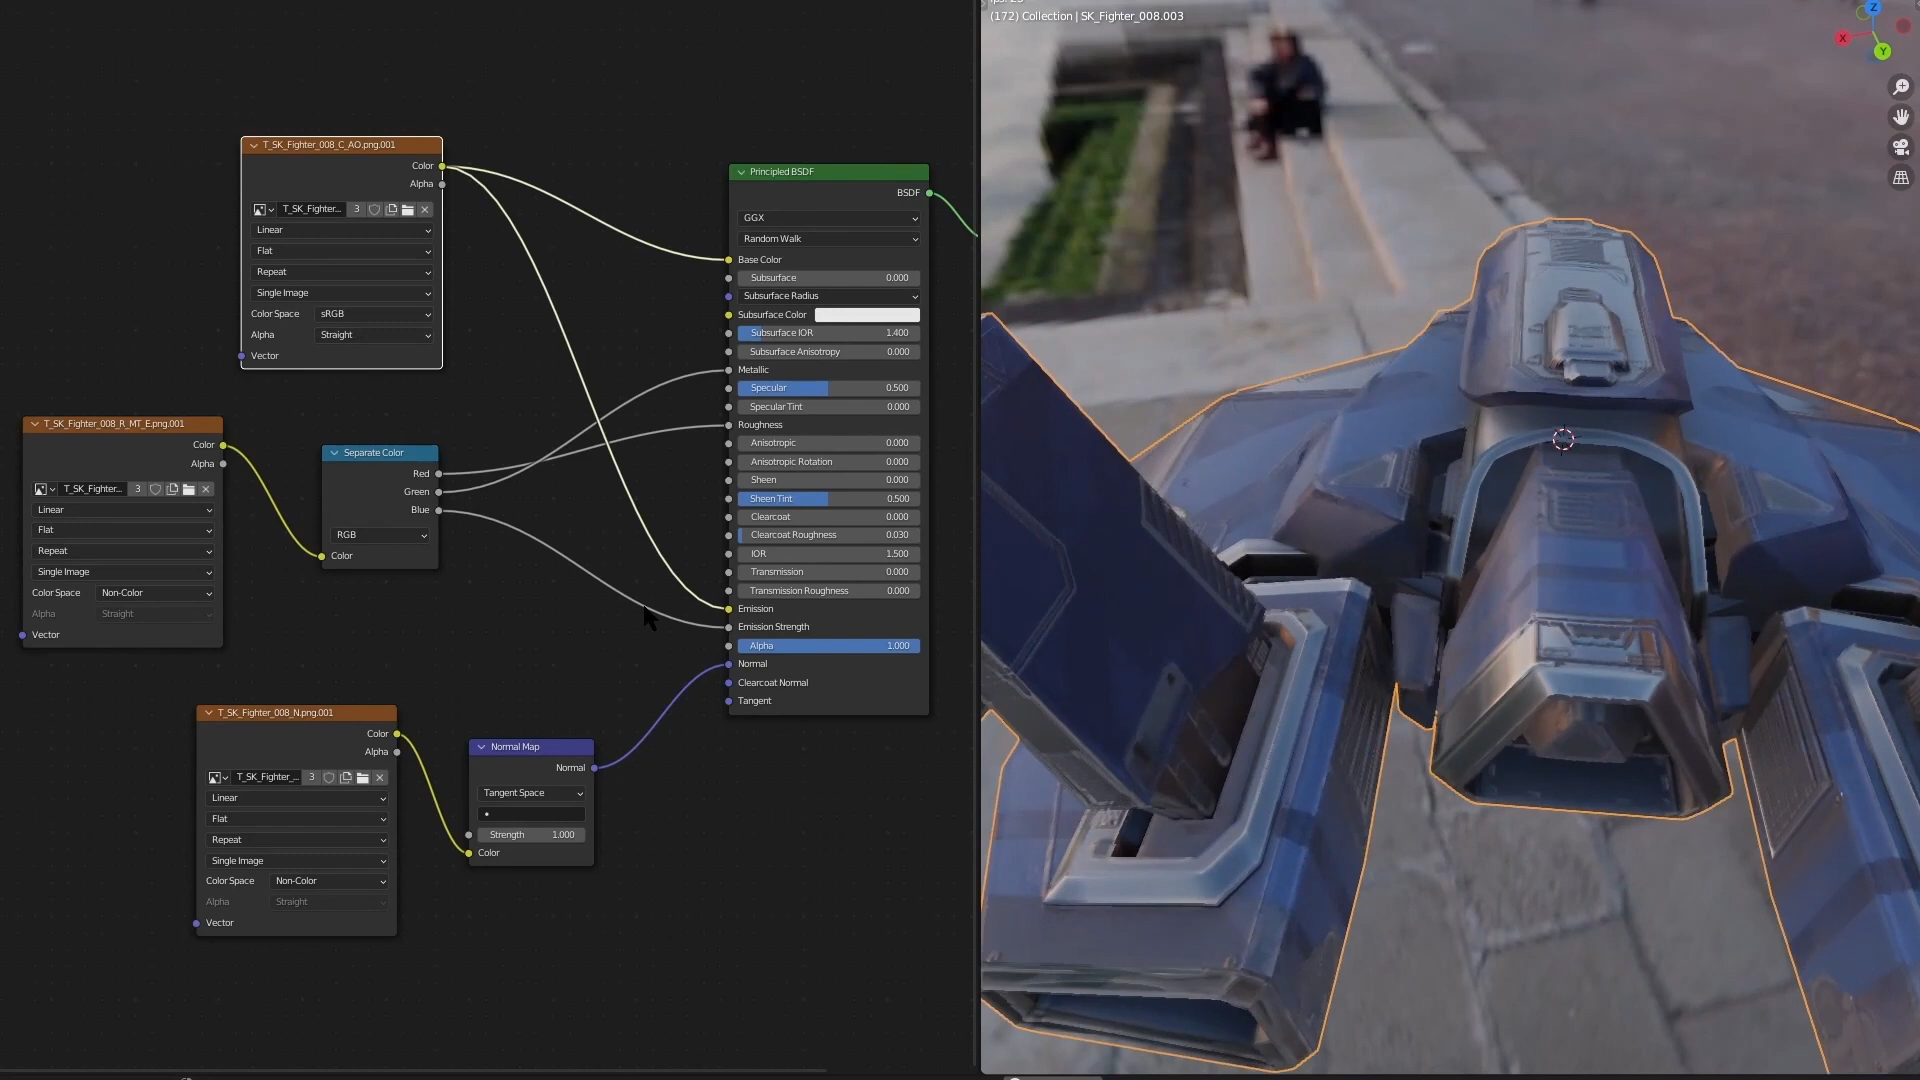 T_SK_Fighter_008_C_AO.png.001
Color
Alpha
T_SK_Fighter...
3
Linear
Flat
Repeat
Single Image
Color Space sRGB
Alpha Straight
Vector
T_SK_Fighter_008_R_MT_E.png.001
Color
Alpha
T_SK_Fighter...
3
Linear
Flat
Repeat
Single Image
Color Space Non-Color
Alpha Straight
Vector
Separate Color
Red
Green
Blue
RGB
Color
T_SK_Fighter_008_N.png.001
Color
Alpha
T_SK_Fighter_...
3
Linear
Flat
Repeat
Single Image
Color Space Non-Color
Alpha Straight
Vector
Normal Map
Normal
Tangent Space
Strength 1.000
Color
Principled BSDF
BSDF
GGX
Random Walk
Base Color
Subsurface 0.000
Subsurface Radius
Subsurface Color
Subsurface IOR 1.400
Subsurface Anisotropy 0.000
Metallic
Specular 0.500
Specular Tint 0.000
Roughness
Anisotropic 0.000
Anisotropic Rotation 0.000
Sheen 0.000
Sheen Tint 0.500
Clearcoat 0.000
Clearcoat Roughness 0.030
IOR 1.500
Transmission 0.000
Transmission Roughness 0.000
Emission
Emission Strength
Alpha 1.000
Normal
Clearcoat Normal
Tangent
(172) Collection | SK_Fighter_008.003
Z
X
Y